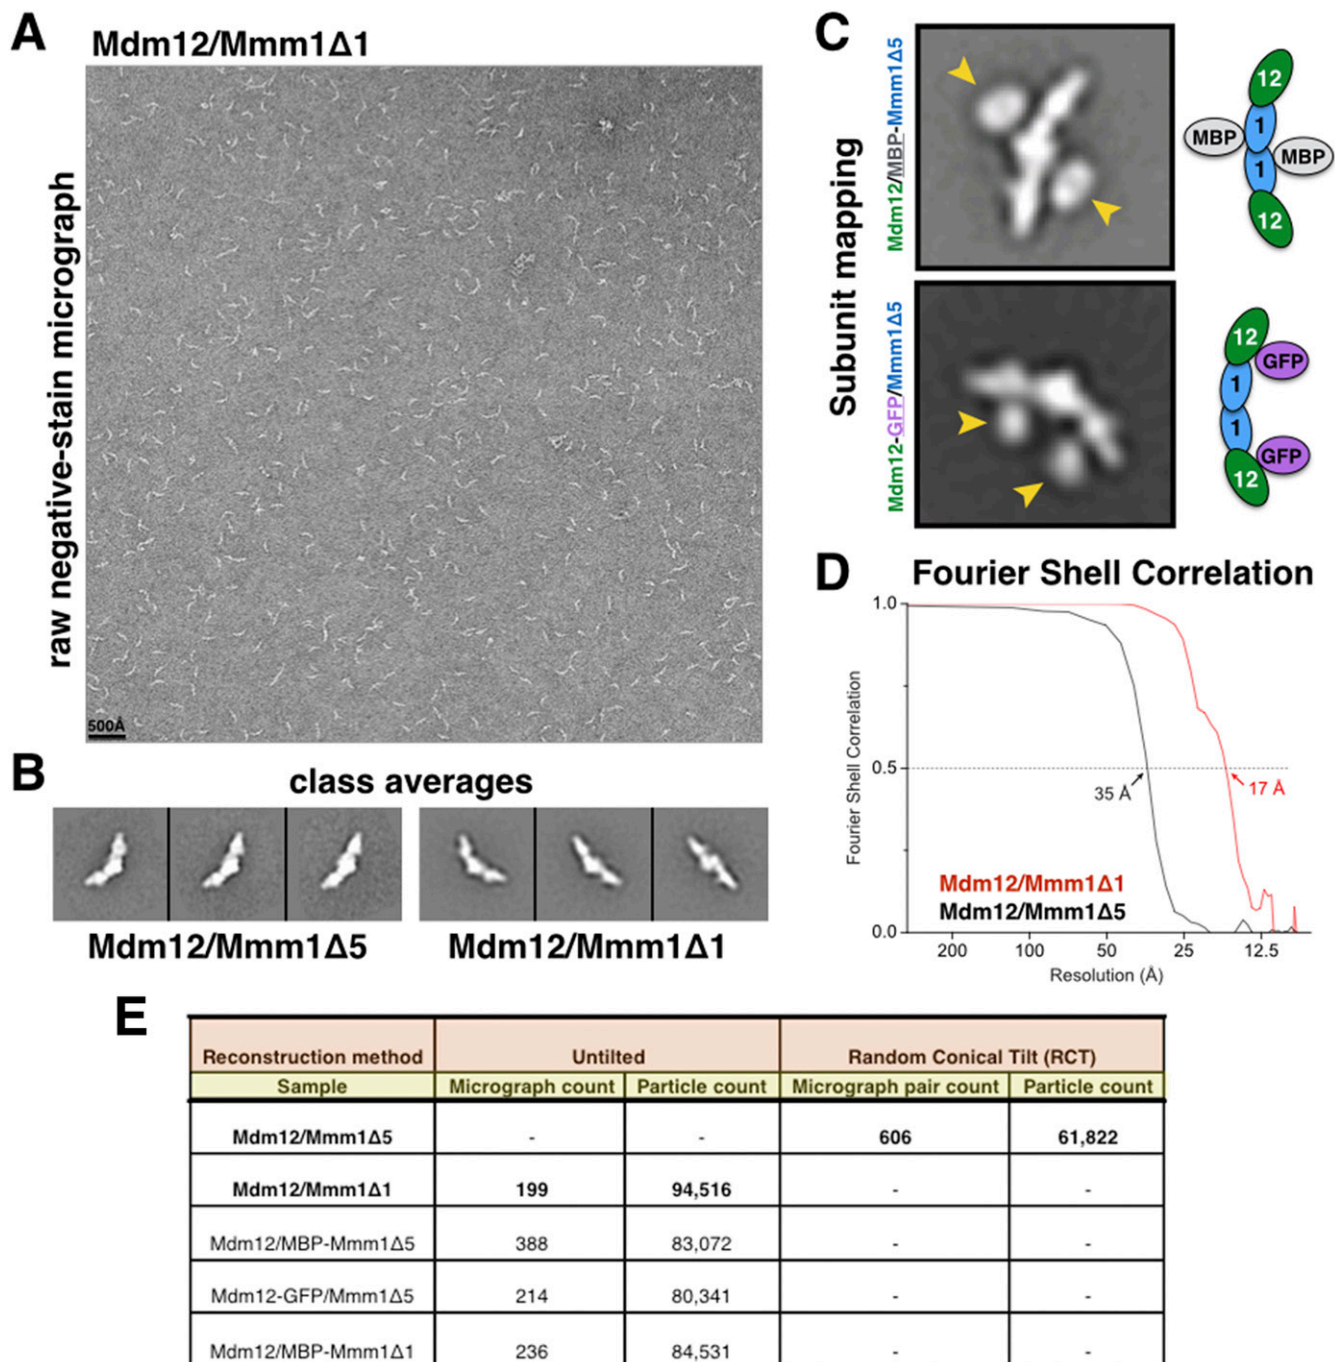 A
Mdm12/Mmm1Δ1
raw negative-stain micrograph
500Å
B
class averages
Mdm12/Mmm1Δ5
Mdm12/Mmm1Δ1
C
Subunit mapping
Mdm12/MBP-Mmm1Δ5
12
1
MBP
MBP
1
12
Mdm12-GFP/Mmm1Δ5
12
GFP
1
1
GFP
12
D
Fourier Shell Correlation
Fourier Shell Correlation
1.0
0.5
0.0
35 Å
17 Å
Mdm12/Mmm1Δ1
Mdm12/Mmm1Δ5
200 100 50 25 12.5
Resolution (Å)
E
Reconstruction method Untilted Random Conical Tilt (RCT)
Sample Micrograph count Particle count Micrograph pair count Particle count
Mdm12/Mmm1Δ5 - - 606 61,822
Mdm12/Mmm1Δ1 199 94,516 - -
Mdm12/MBP-Mmm1Δ5 388 83,072 - -
Mdm12-GFP/Mmm1Δ5 214 80,341 - -
Mdm12/MBP-Mmm1Δ1 236 84,531 - -